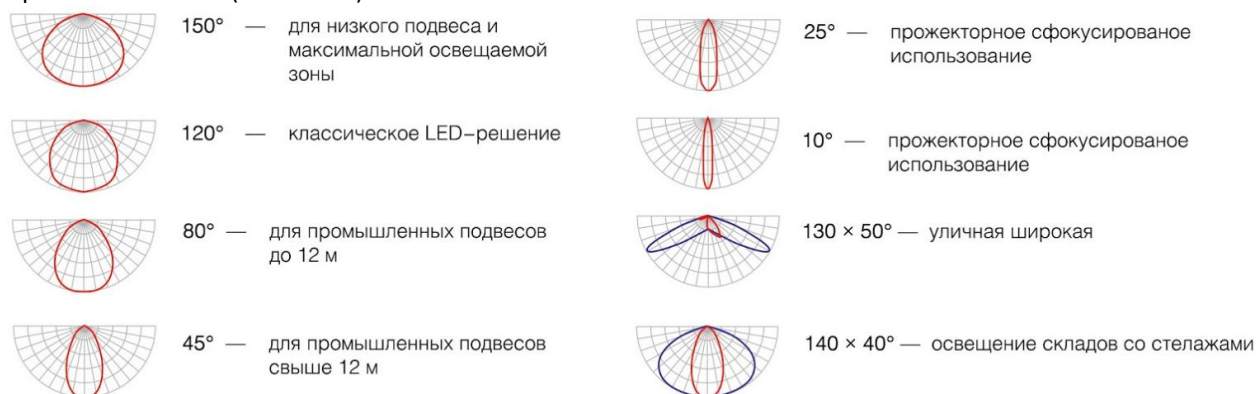 150° — для низкого подвеса и
максимальной освещаемой
зоны
120° — классическое LED–решение
80° — для промышленных подвесов
до 12 м
45° — для промышленных подвесов
свыше 12 м
25° — прожекторное сфокусированое
использование
10° — прожекторное сфокусированое
использование
130 × 50° — уличная широкая
140 × 40° — освещение складов со стелажами